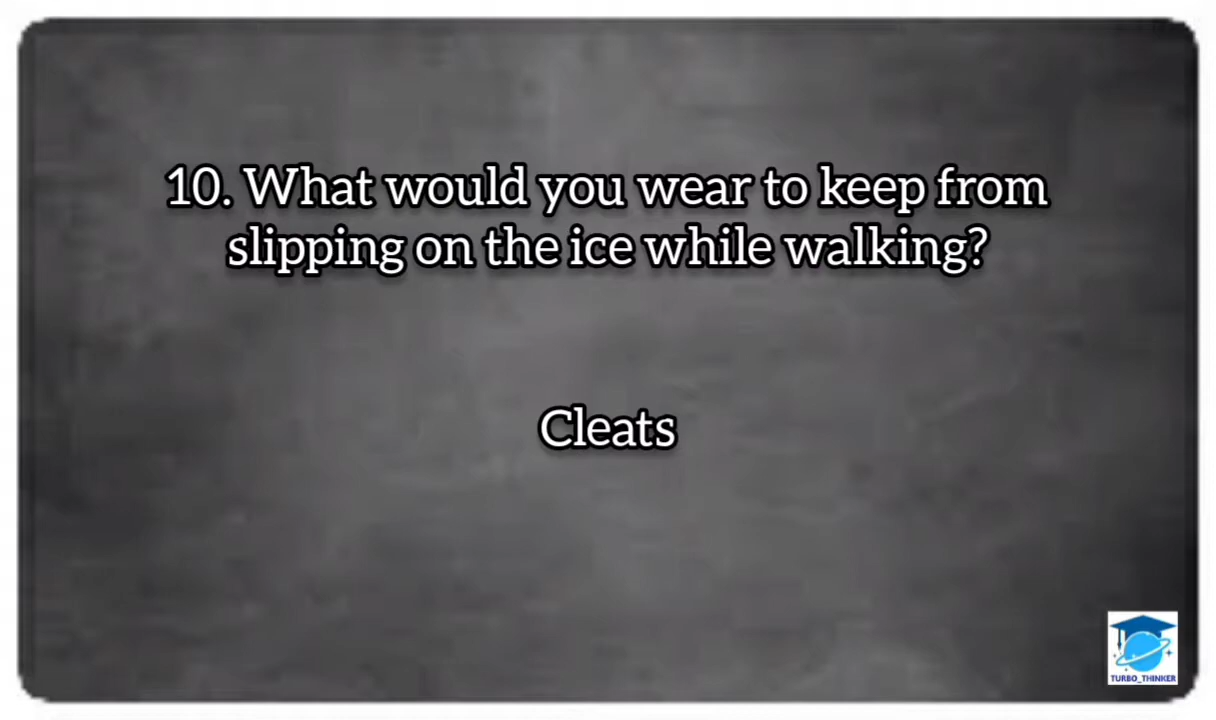 10. What would you wear to keep from
slipping on the ice while walking?
Cleats
TURBO_THINKER